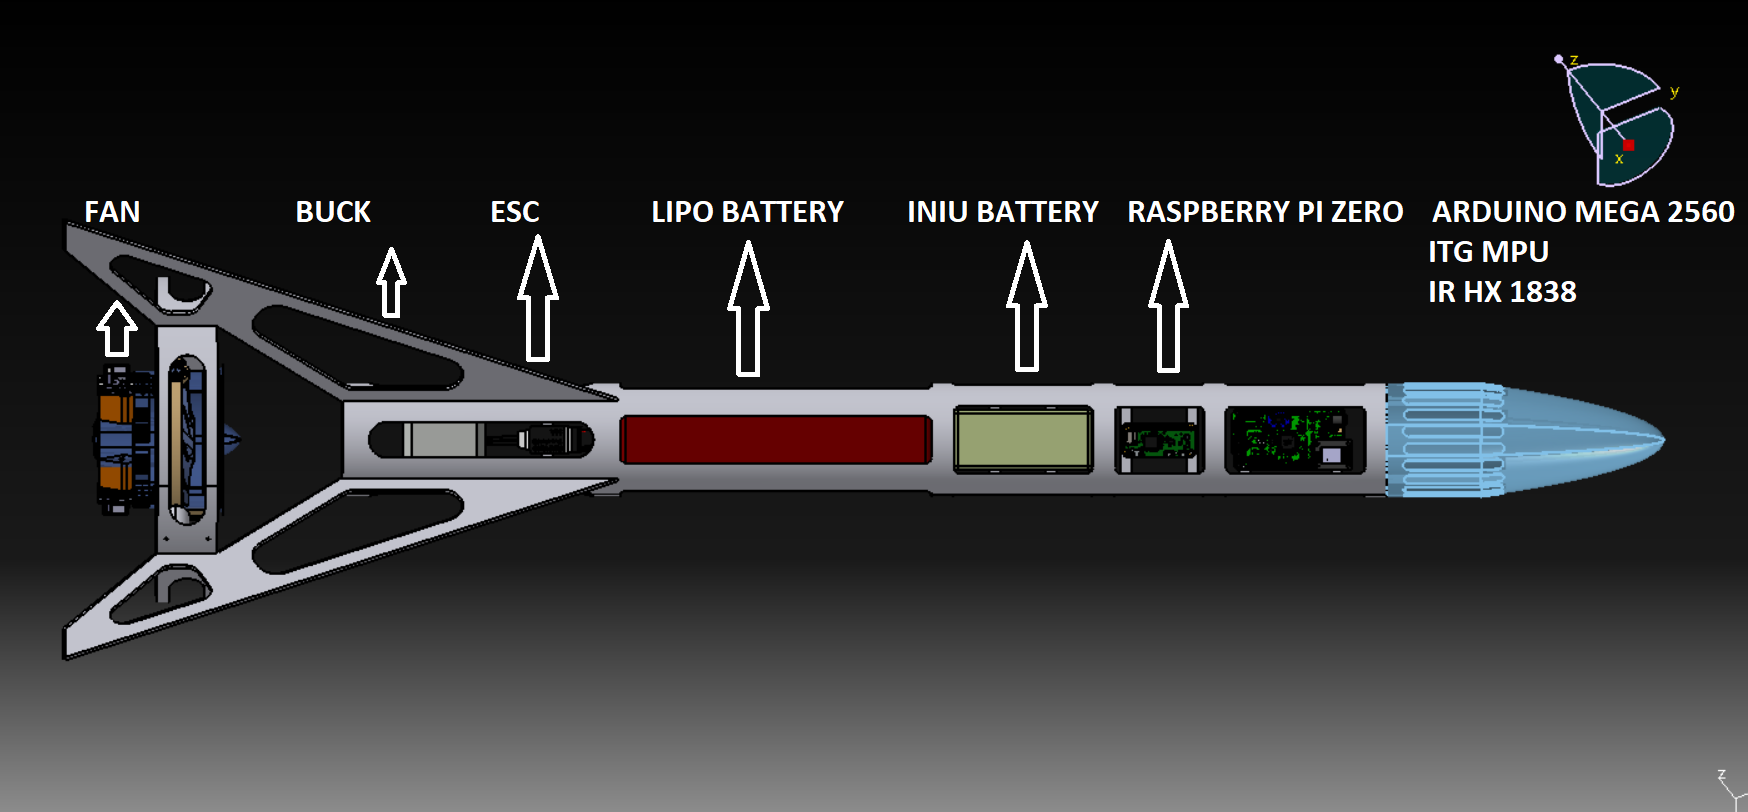 z
y
x
FAN BUCK ESC LIPO BATTERY INIU BATTERY RASPBERRY PI ZERO ARDUINO MEGA 2560
ITG MPU
IR HX 1838
z